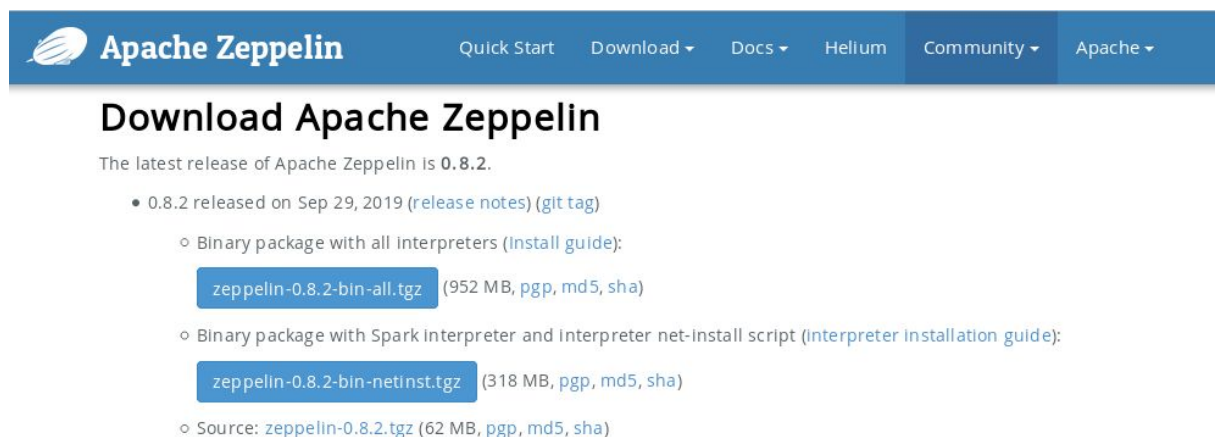 Apache Zeppelin Quick Start Download Docs Helium Community Apache
Download Apache Zeppelin
The latest release of Apache Zeppelin is 0.8.2.
• 0.8.2 released on Sep 29, 2019 (release notes) (git tag)
○ Binary package with all interpreters (Install guide):
zeppelin-0.8.2-bin-all.tgz (952 MB, pgp, md5, sha)
○ Binary package with Spark interpreter and interpreter net-install script (interpreter installation guide):
zeppelin-0.8.2-bin-netinst.tgz (318 MB, pgp, md5, sha)
○ Source: zeppelin-0.8.2.tgz (62 MB, pgp, md5, sha)